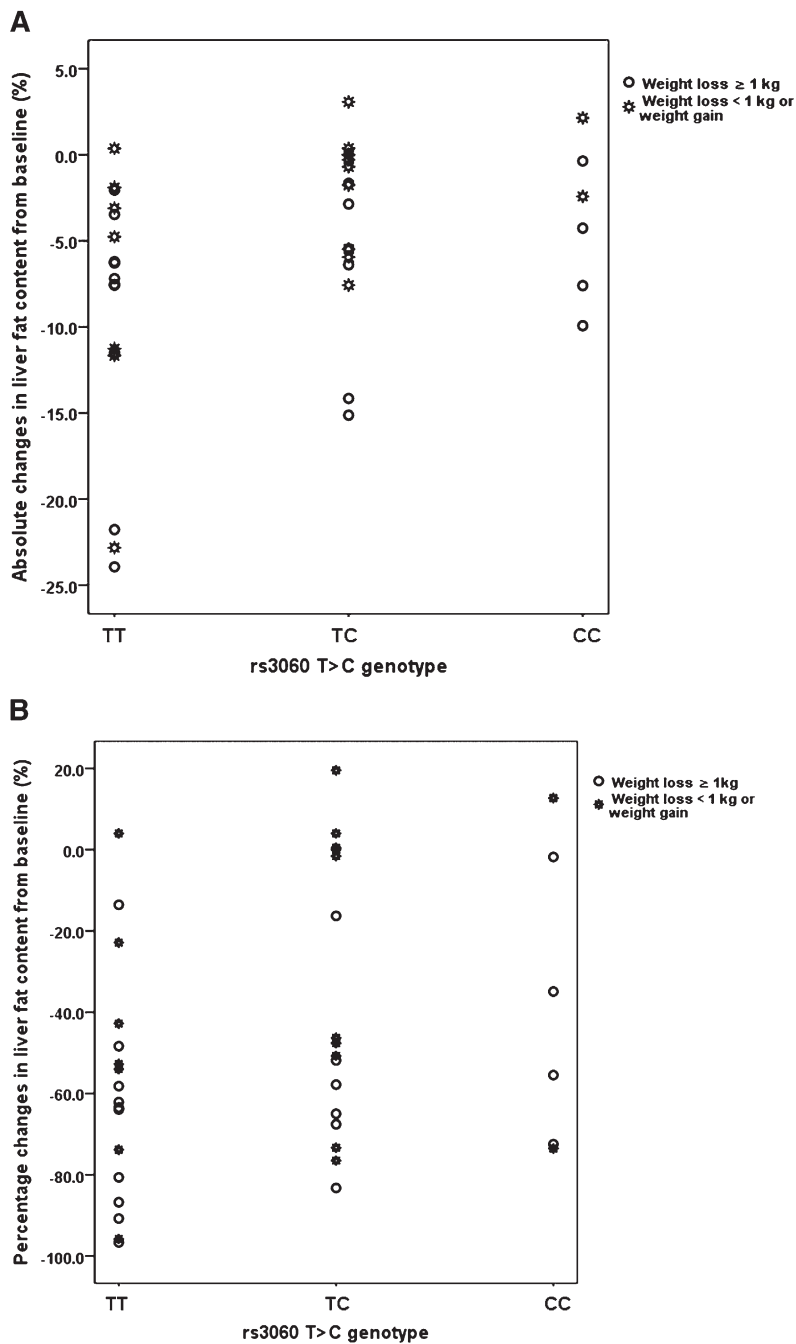 A
Absolute changes in liver fat content from baseline (%)
5.0
0.0
-5.0
-10.0
-15.0
-20.0
-25.0
TT
TC
CC
rs3060 T>C genotype
Weight loss ≥ 1 kg
Weight loss < 1 kg or
weight gain
B
Percentage changes in liver fat content from baseline (%)
20.0
0.0
-20.0
-40.0
-60.0
-80.0
-100.0
TT
TC
CC
rs3060 T>C genotype
Weight loss ≥ 1kg
Weight loss < 1 kg or
weight gain